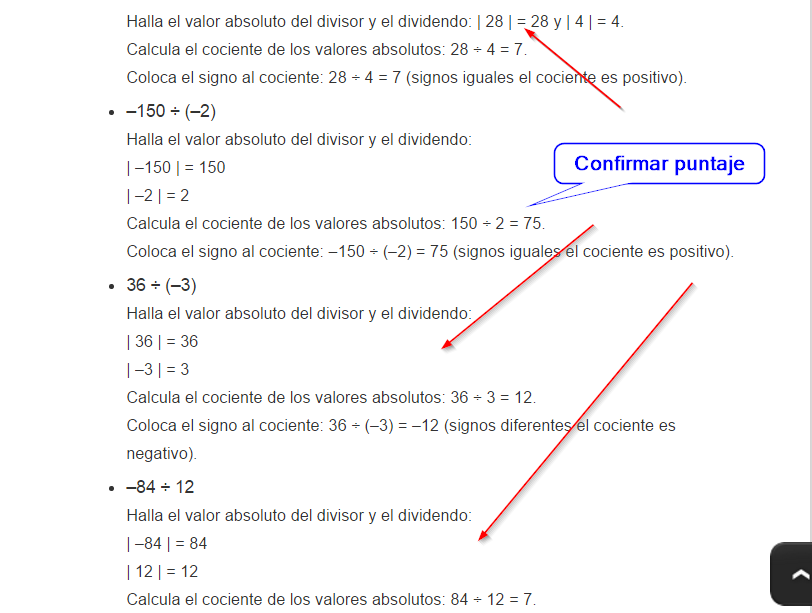 Halla el valor absoluto del divisor y el dividendo: | 28 | = 28 y | 4 | = 4.
Calcula el cociente de los valores absolutos: 28 ÷ 4 = 7.
Coloca el signo al cociente: 28 ÷ 4 = 7 (signos iguales el cociente es positivo).
• –150 ÷ (–2)
Halla el valor absoluto del divisor y el dividendo:
| –150 | = 150
Confirmar puntaje
| –2 | = 2
Calcula el cociente de los valores absolutos: 150 ÷ 2 = 75.
Coloca el signo al cociente: –150 ÷ (–2) = 75 (signos iguales el cociente es positivo).
• 36 ÷ (–3)
Halla el valor absoluto del divisor y el dividendo:
| 36 | = 36
| –3 | = 3
Calcula el cociente de los valores absolutos: 36 ÷ 3 = 12.
Coloca el signo al cociente: 36 ÷ (–3) = –12 (signos diferentes el cociente es
negativo).
• –84 ÷ 12
Halla el valor absoluto del divisor y el dividendo:
| –84 | = 84
| 12 | = 12
Calcula el cociente de los valores absolutos: 84 ÷ 12 = 7.